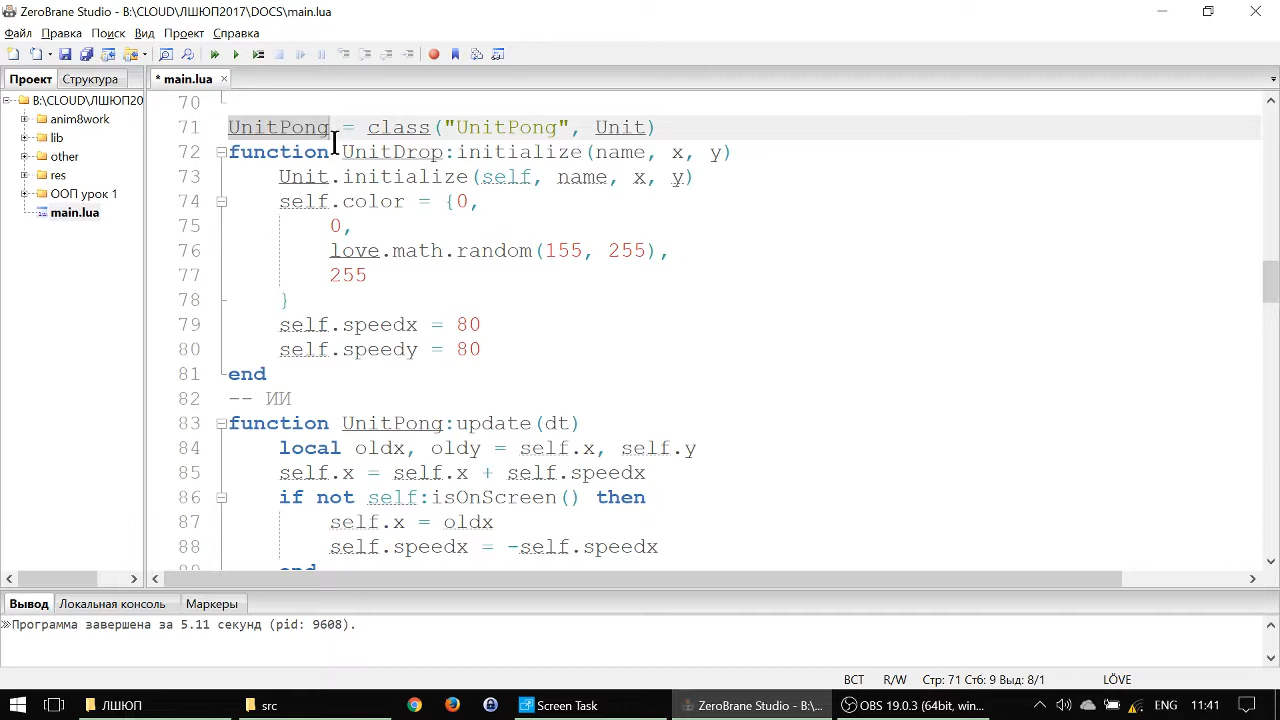 ZeroBrane Studio - B:\CLOUD\ЛШЮП2017\DOCS\main.lua
Файл Правка Поиск Вид Проект Справка
Проект Структура
* main.lua
B:\CLOUD\ЛШЮП20
anim8work
lib
other
res
ООП урок 1
main.lua
70
71 UnitPong = class("UnitPong", Unit)
72 function UnitDrop:initialize(name, x, y)
73 Unit.initialize(self, name, x, y)
74 self.color = {0,
75 0,
76 love.math.random(155, 255),
77 255
78 }
79 self.speedx = 80
80 self.speedy = 80
81 end
82 -- ИИ
83 function UnitPong:update(dt)
84 local oldx, oldy = self.x, self.y
85 self.x = self.x + self.speedx
86 if not self:isOnScreen() then
87 self.x = oldx
88 self.speedx = -self.speedx
89 end
Вывод Локальная консоль Маркеры
Программа завершена за 5.11 секунд (pid: 9608).
ВСТ R/W Стр: 71 Стб: 9 Выд: 8/1 LÖVE
ЛШЮП src Screen Task ZeroBrane Studio - B:\... OBS 19.0.3 (64bit, win... ENG 11:41